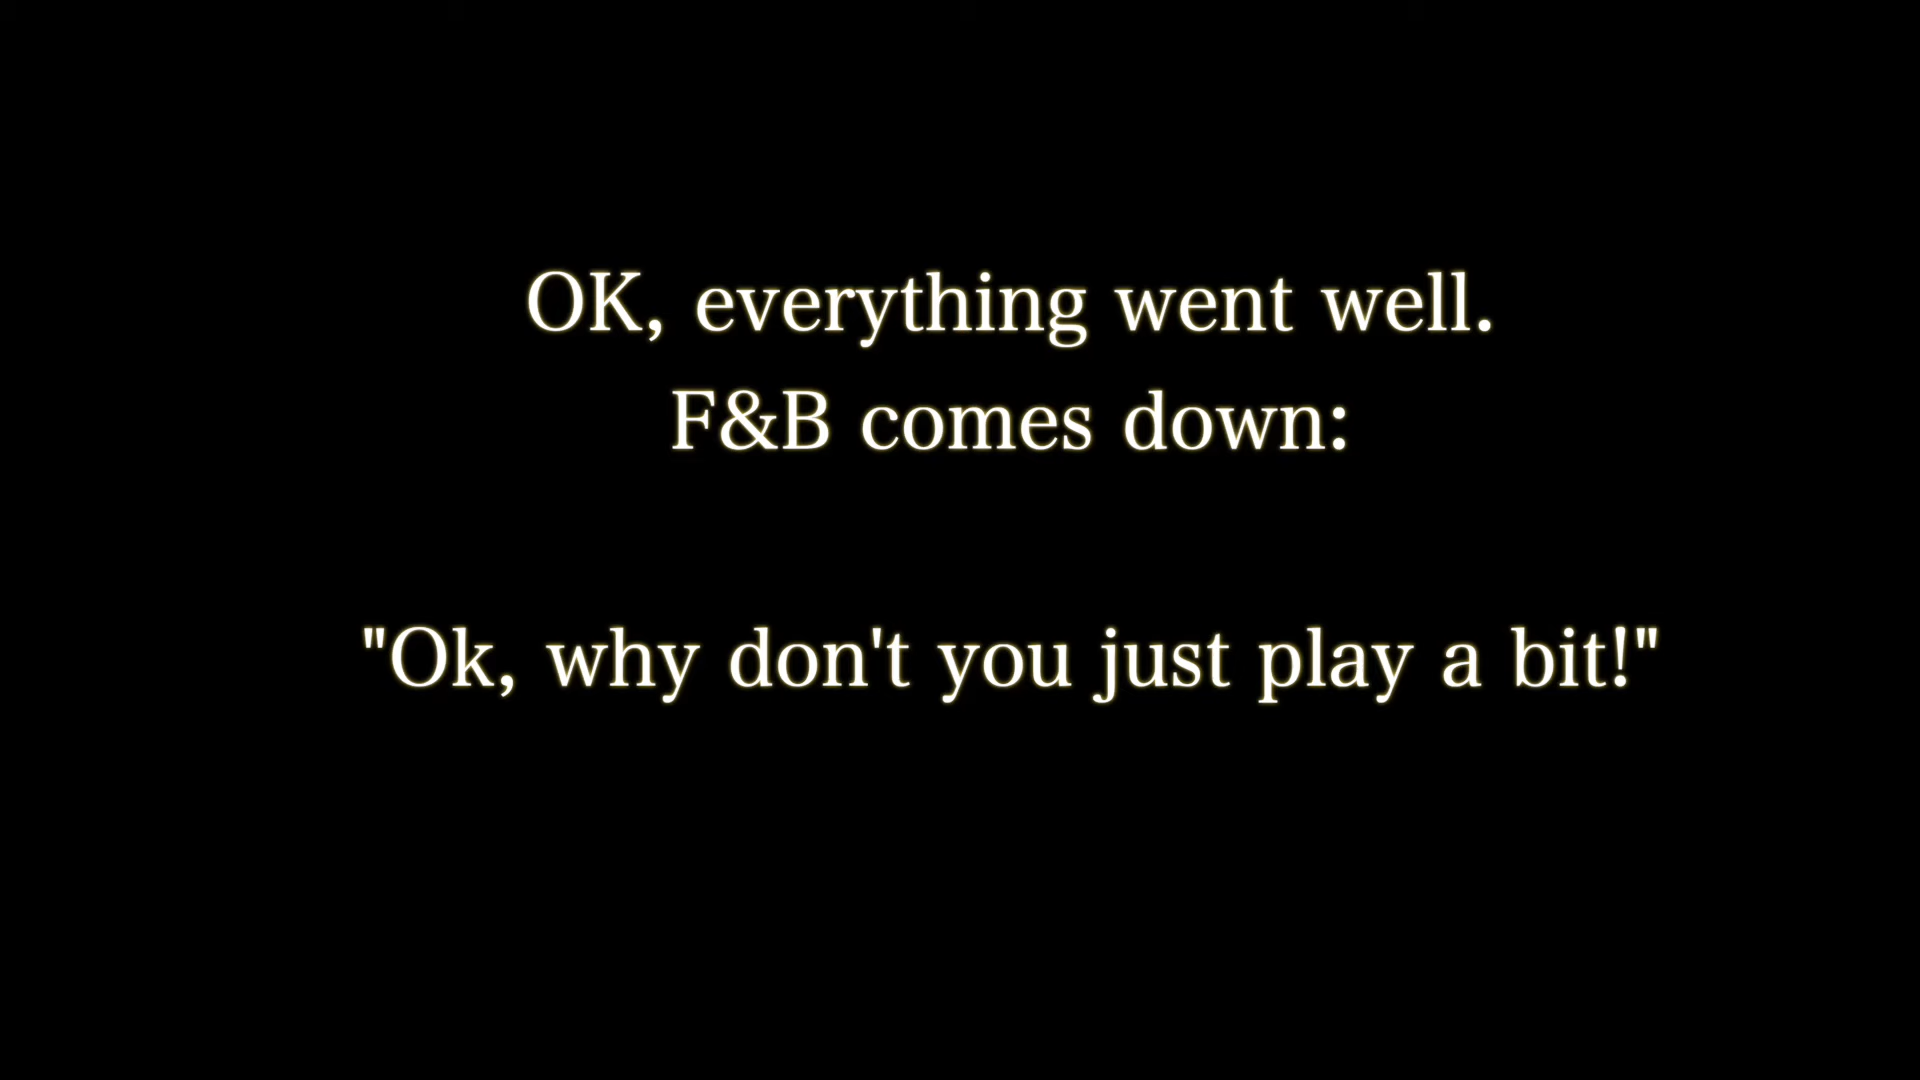 OK, everything went well.
F&B comes down:
"Ok, why don't you just play a bit!"